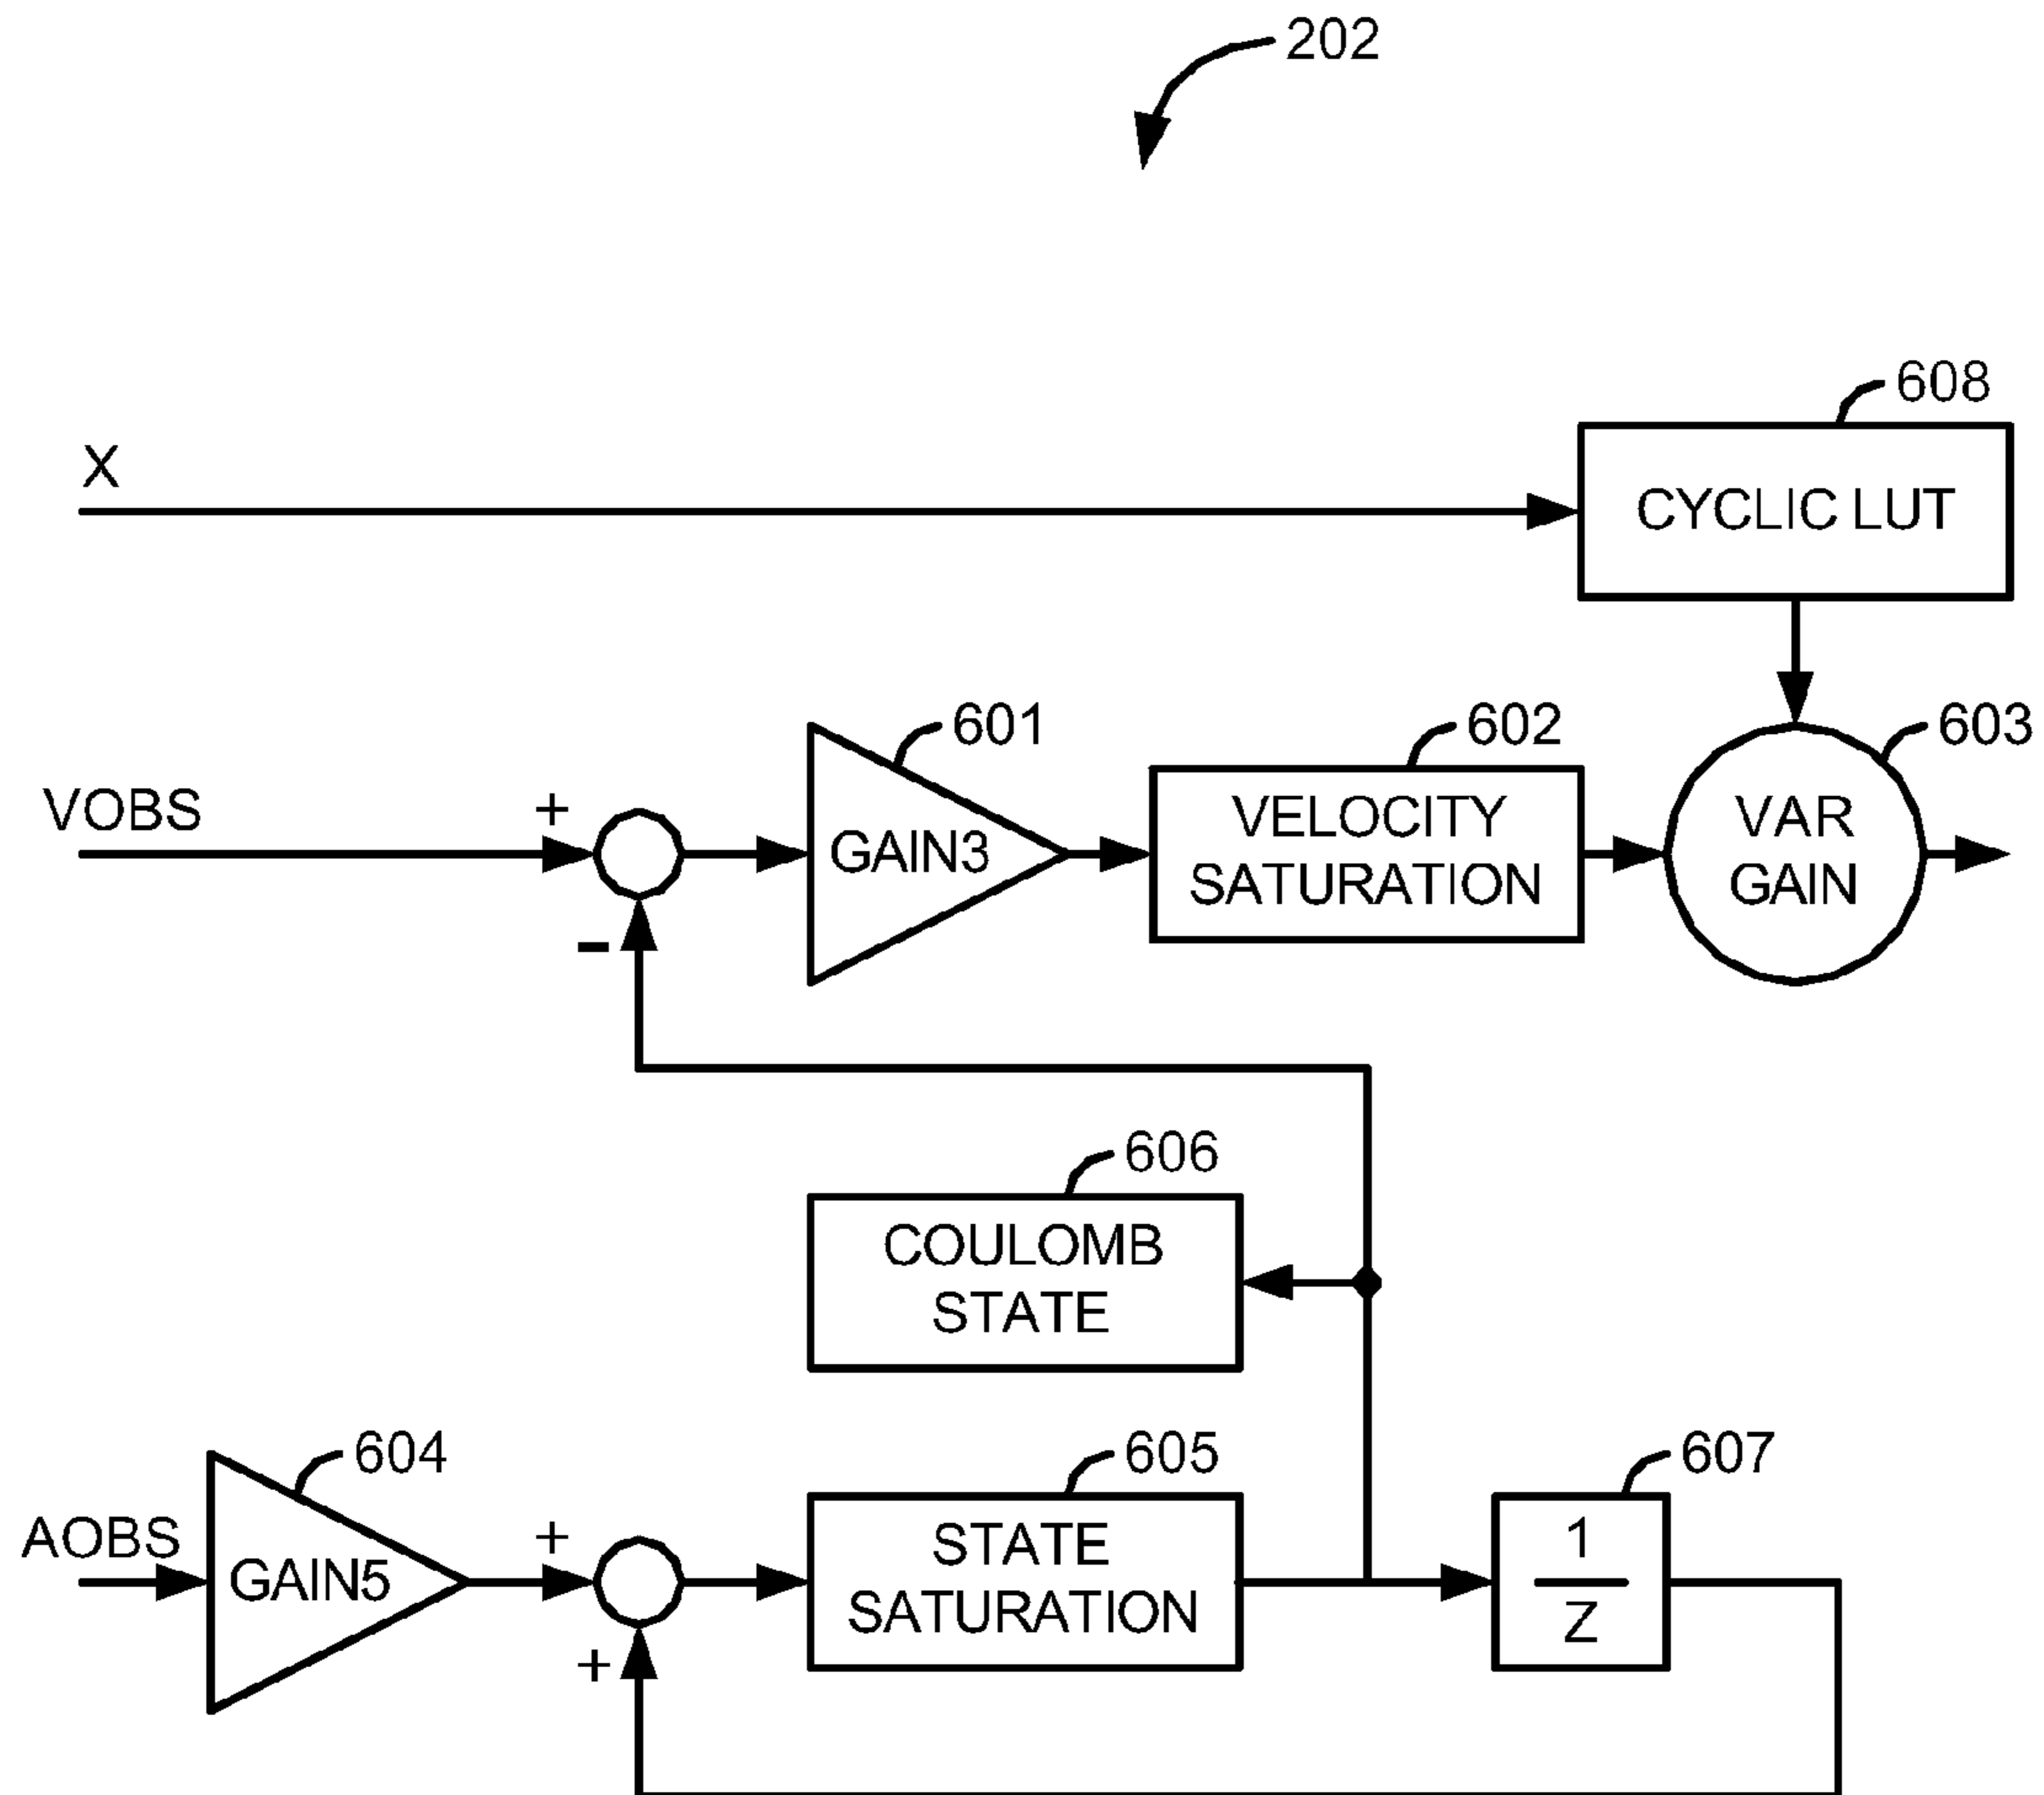 202
608
X
CYCLIC LUT
601
602
603
VOBS
+
GAIN3
VELOCITY
SATURATION
VAR
GAIN
-
606
COULOMB
STATE
604
605
607
AOBS
GAIN5
+
STATE
SATURATION
1
Z
+